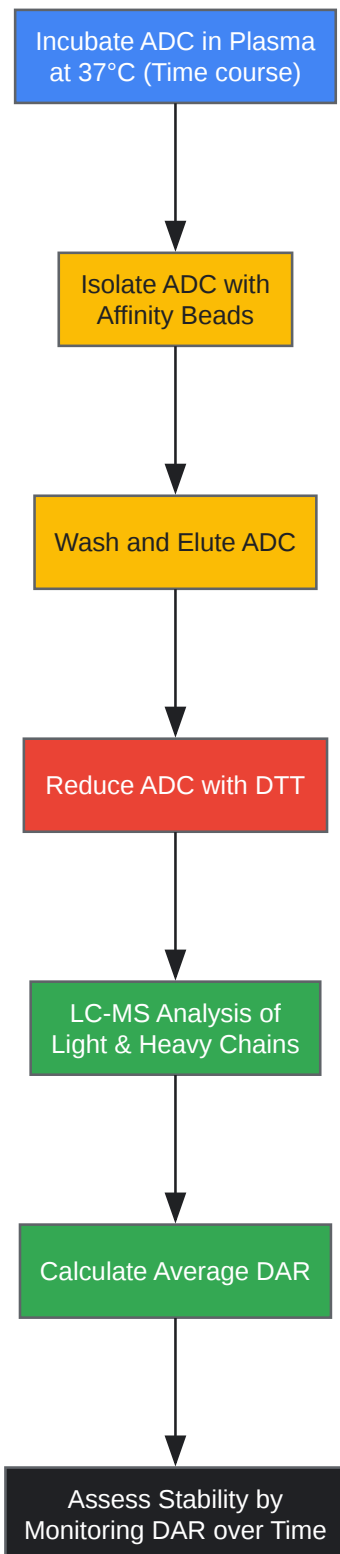 Incubate ADC in Plasma
at 37°C (Time course)
Isolate ADC with
Affinity Beads
Wash and Elute ADC
Reduce ADC with DTT
LC-MS Analysis of
Light & Heavy Chains
Calculate Average DAR
Assess Stability by
Monitoring DAR over Time